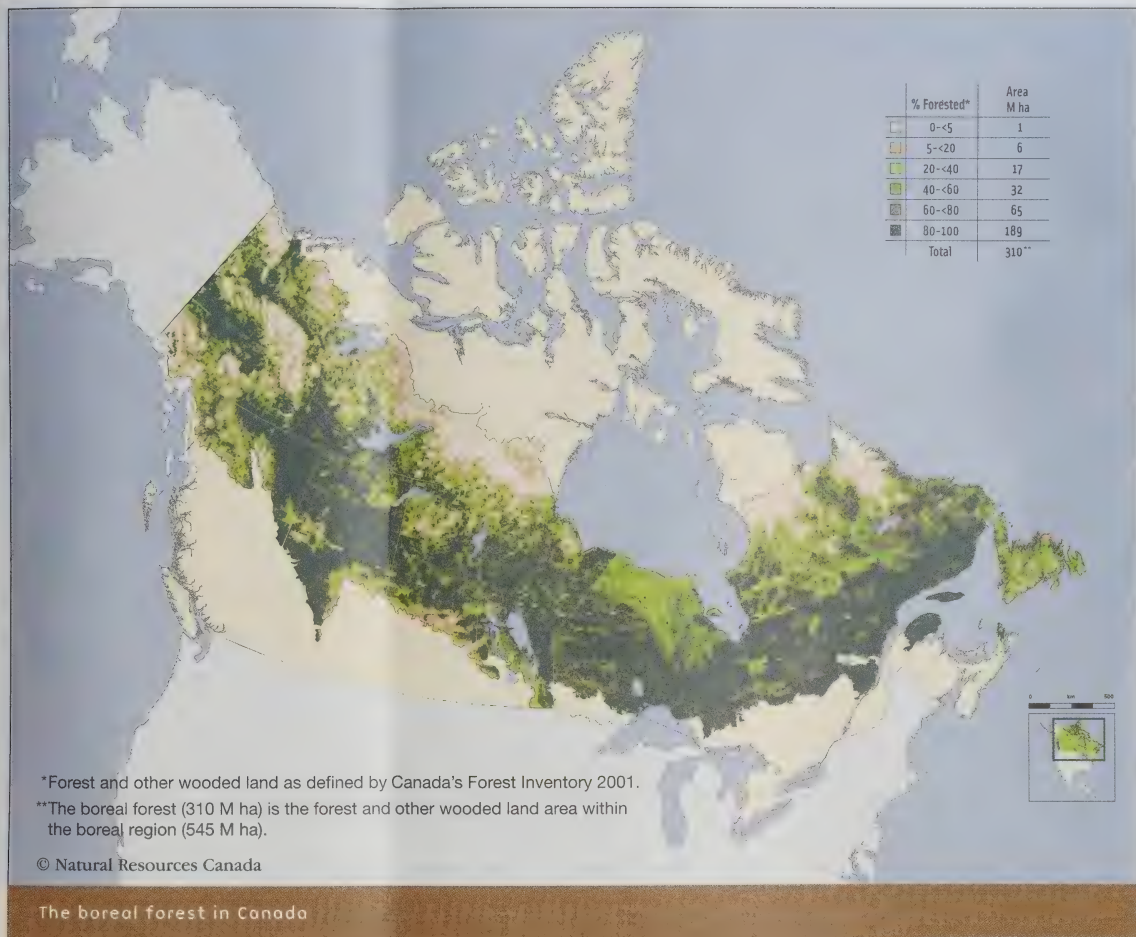 % Forested* Area
M ha
0-<5 1
5-<20 6
20-<40 17
40-<60 32
60-<80 65
80-100 189
Total 310**
0 km 500
*Forest and other wooded land as defined by Canada's Forest Inventory 2001.
**The boreal forest (310 M ha) is the forest and other wooded land area within
the boreal region (545 M ha).
© Natural Resources Canada
The boreal forest in Canada